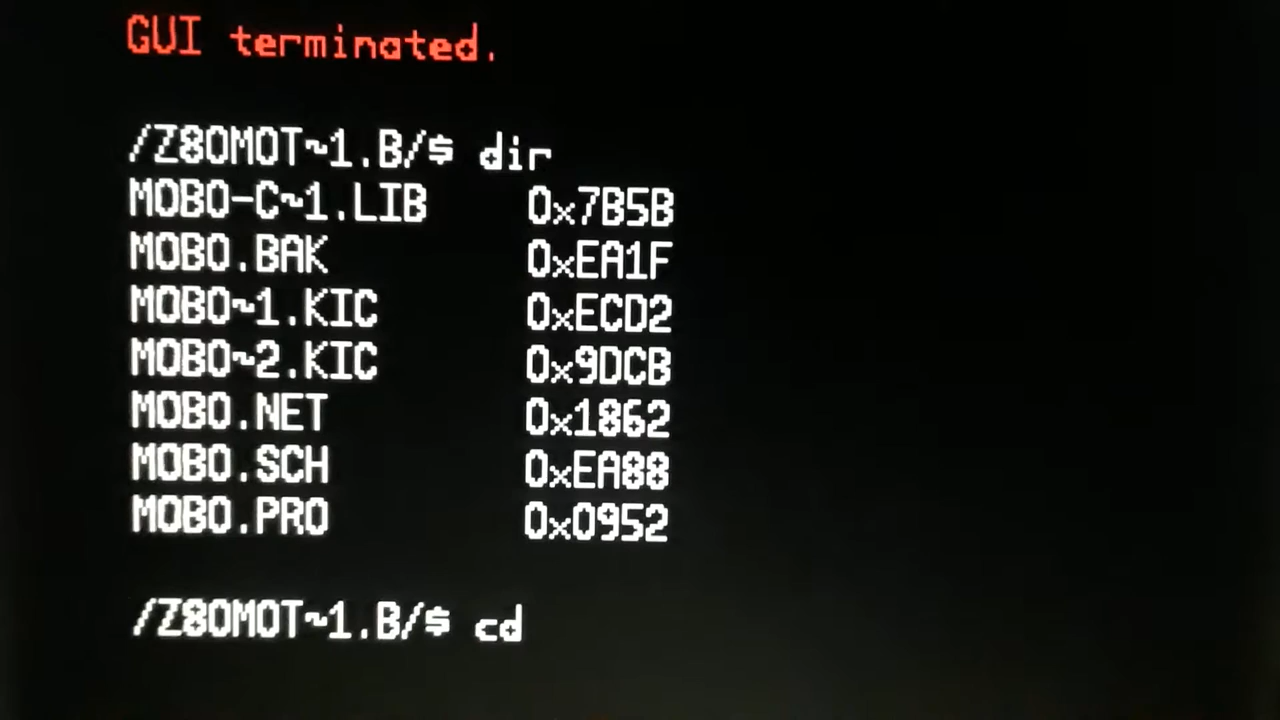 GUI terminated.
/Z80MOT~1.B/$ dir
MOBO-C~1.LIB 0x7B5B
MOBO.BAK 0xEA1F
MOBO~1.KIC 0xECD2
MOBO~2.KIC 0x9DCB
MOBO.NET 0x1862
MOBO.SCH 0xEA88
MOBO.PRO 0x0952
/Z80MOT~1.B/$ cd